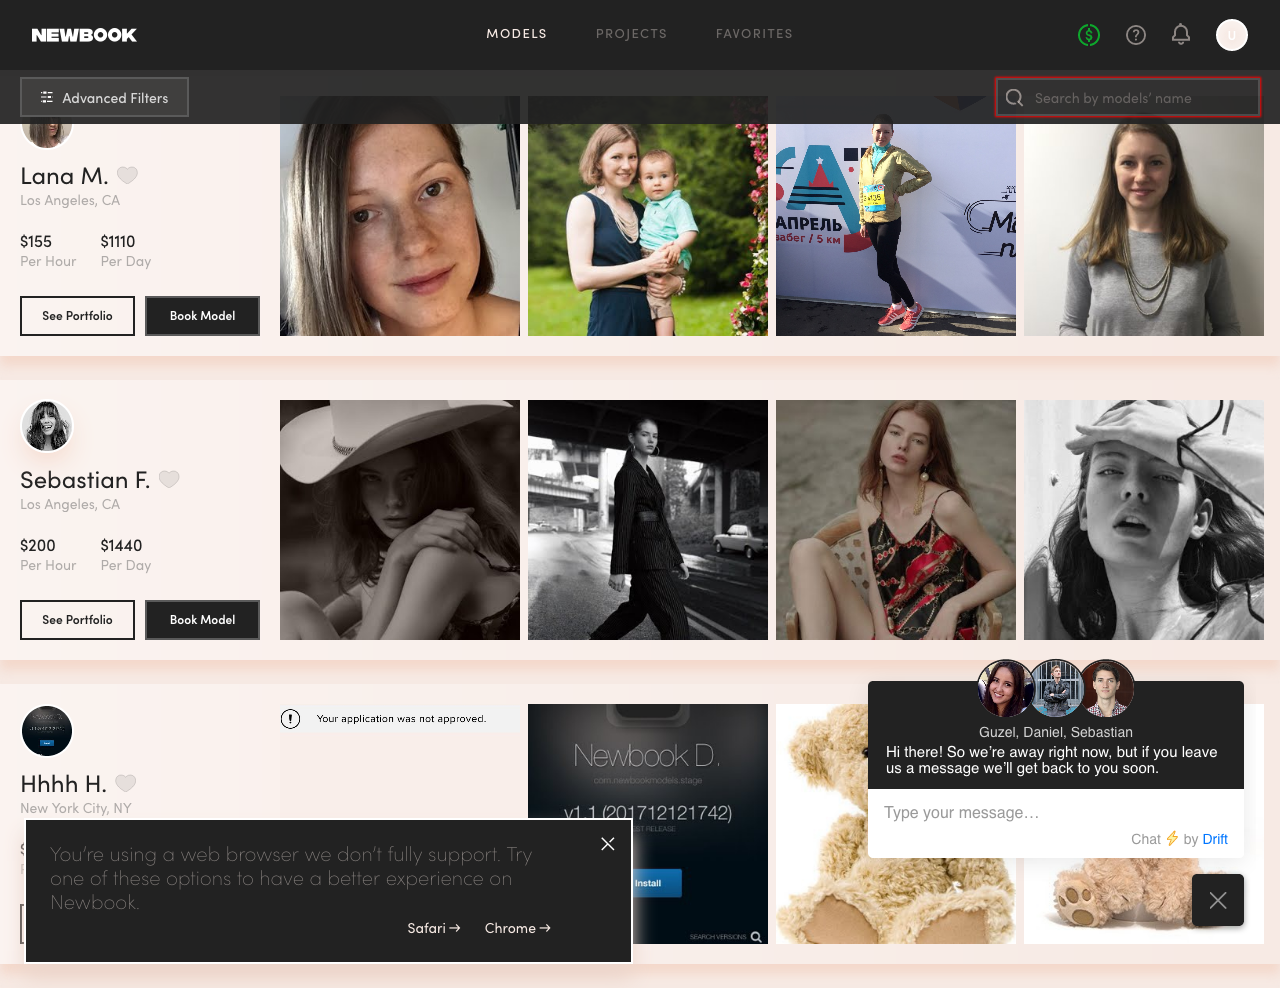 NEWBOOK
Models
Projects
Favorites
U
Advanced Filters
Search by models’ name
Lana M.
Los Angeles, CA
$155
$1110
Per Hour
Per Day
See Portfolio
Book Model
АПРЕЛЬ
забег / 5 км
Sebastian F.
Los Angeles, CA
$200
$1440
Per Hour
Per Day
See Portfolio
Book Model
Hhhh H.
New York City, NY
Your application was not approved.
Newbook D.
com.newbookmodels.stage
v1.1 (201712121742)
Install
SEARCH VERSIONS
Guzel, Daniel, Sebastian
Hi there! So we’re away right now, but if you leave
us a message we’ll get back to you soon.
Type your message…
Chat ⚡ by Drift
You’re using a web browser we don’t fully support. Try
one of these options to have a better experience on
Newbook.
Safari →
Chrome →